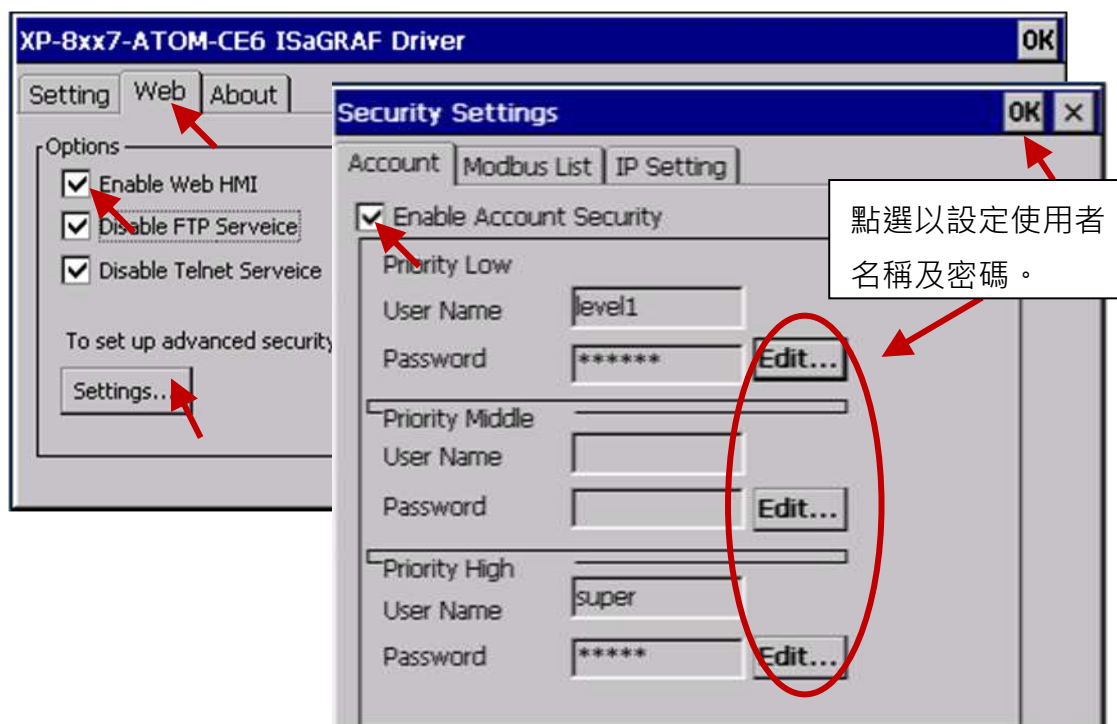 XP-8xx7-ATOM-CE6 ISaGRAF Driver
OK
Setting
Web
About
Options
Enable Web HMI
Disable FTP Serveice
Disable Telnet Serveice
To set up advanced security
Settings...
Security Settings
OK
×
Account
Modbus List
IP Setting
Enable Account Security
Priority Low
User Name
level1
Password
******
Edit...
Priority Middle
User Name
Password
Edit...
Priority High
User Name
super
Password
*****
Edit...
點選以設定使用者
名稱及密碼。